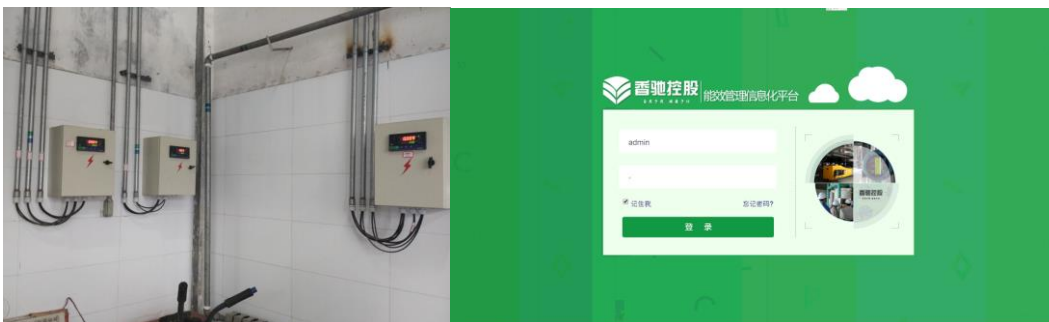 香驰控股
能效管理信息化平台
admin
记住我
忘记密码?
登 录
香驰控股